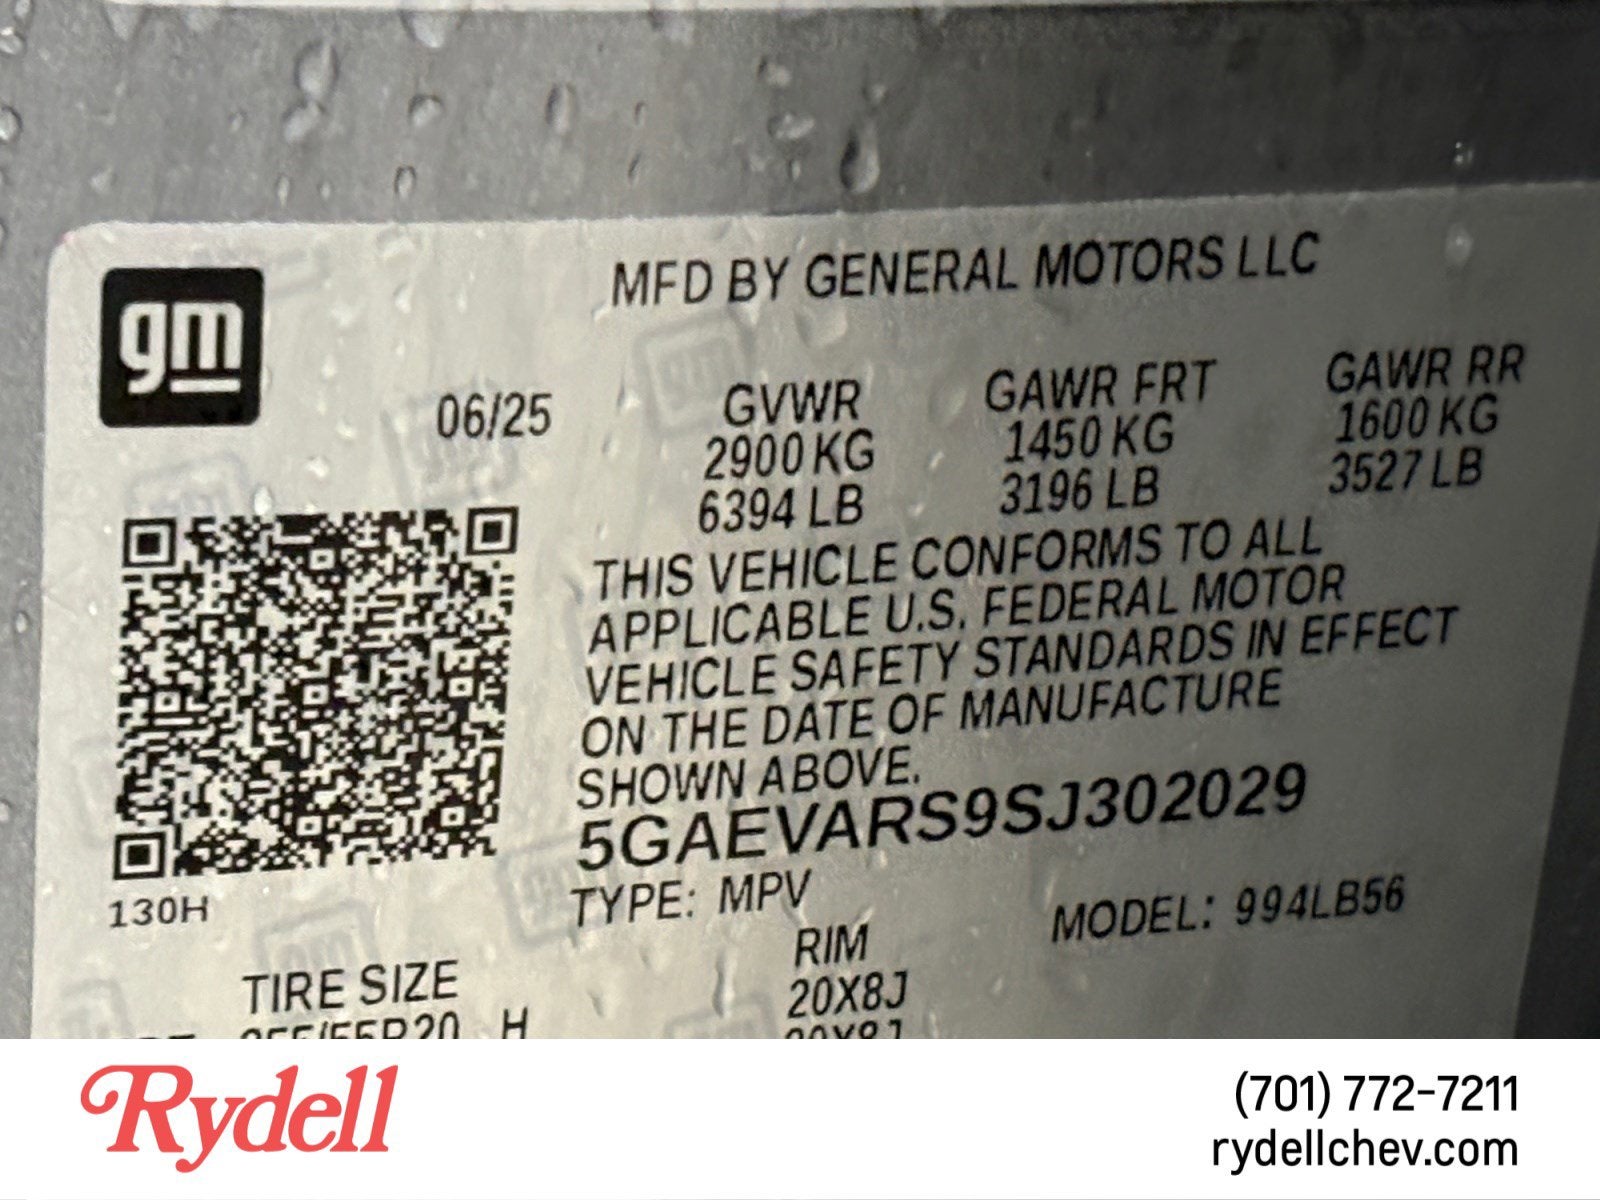 gm
MFD BY GENERAL MOTORS LLC
06/25
GVWR GAWR FRT GAWR RR
2900 KG 1450 KG 1600 KG
6394 LB 3196 LB 3527 LB
THIS VEHICLE CONFORMS TO ALL
APPLICABLE U.S. FEDERAL MOTOR
VEHICLE SAFETY STANDARDS IN EFFECT
ON THE DATE OF MANUFACTURE
SHOWN ABOVE.
5GAEVARS9SJ302029
130H
TYPE: MPV MODEL: 994LB56
TIRE SIZE RIM
255/55R20 H 20X8J
20X8J
Rydell
(701) 772-7211
rydellchev.com